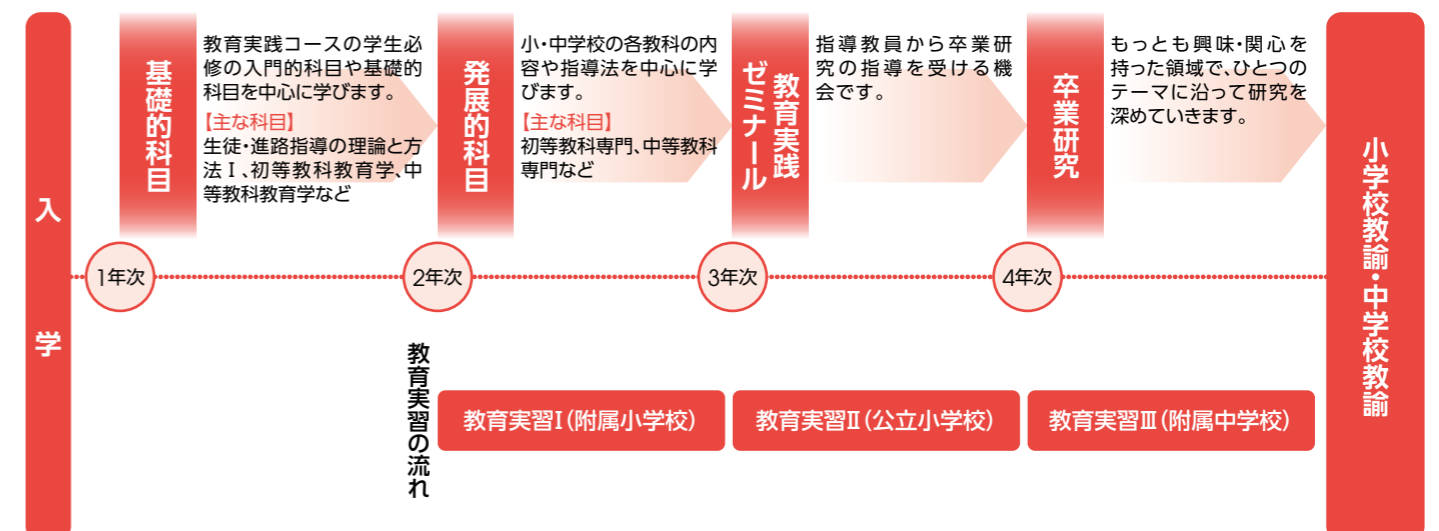 入学
基礎的科目
教育実践コースの学生必
修の入門的科目や基礎的
科目を中心に学びます。
【主な科目】
生徒・進路指導の理論と方
法Ⅰ、初等教科教育学、中
等教科教育学など
発展的科目
小・中学校の各教科の内
容や指導法を中心に学
びます。
【主な科目】
初等教科専門、中等教科
専門など
教育実践
ゼミナール
指導教員から卒業研
究の指導を受ける機
会です。
卒業研究
もっとも興味・関心を
持った領域で、ひとつの
テーマに沿って研究を
深めていきます。
1年次
2年次
3年次
4年次
教育実習の流れ
教育実習Ⅰ(附属小学校)
教育実習Ⅱ(公立小学校)
教育実習Ⅲ(附属中学校)
小学校教諭・中学校教諭